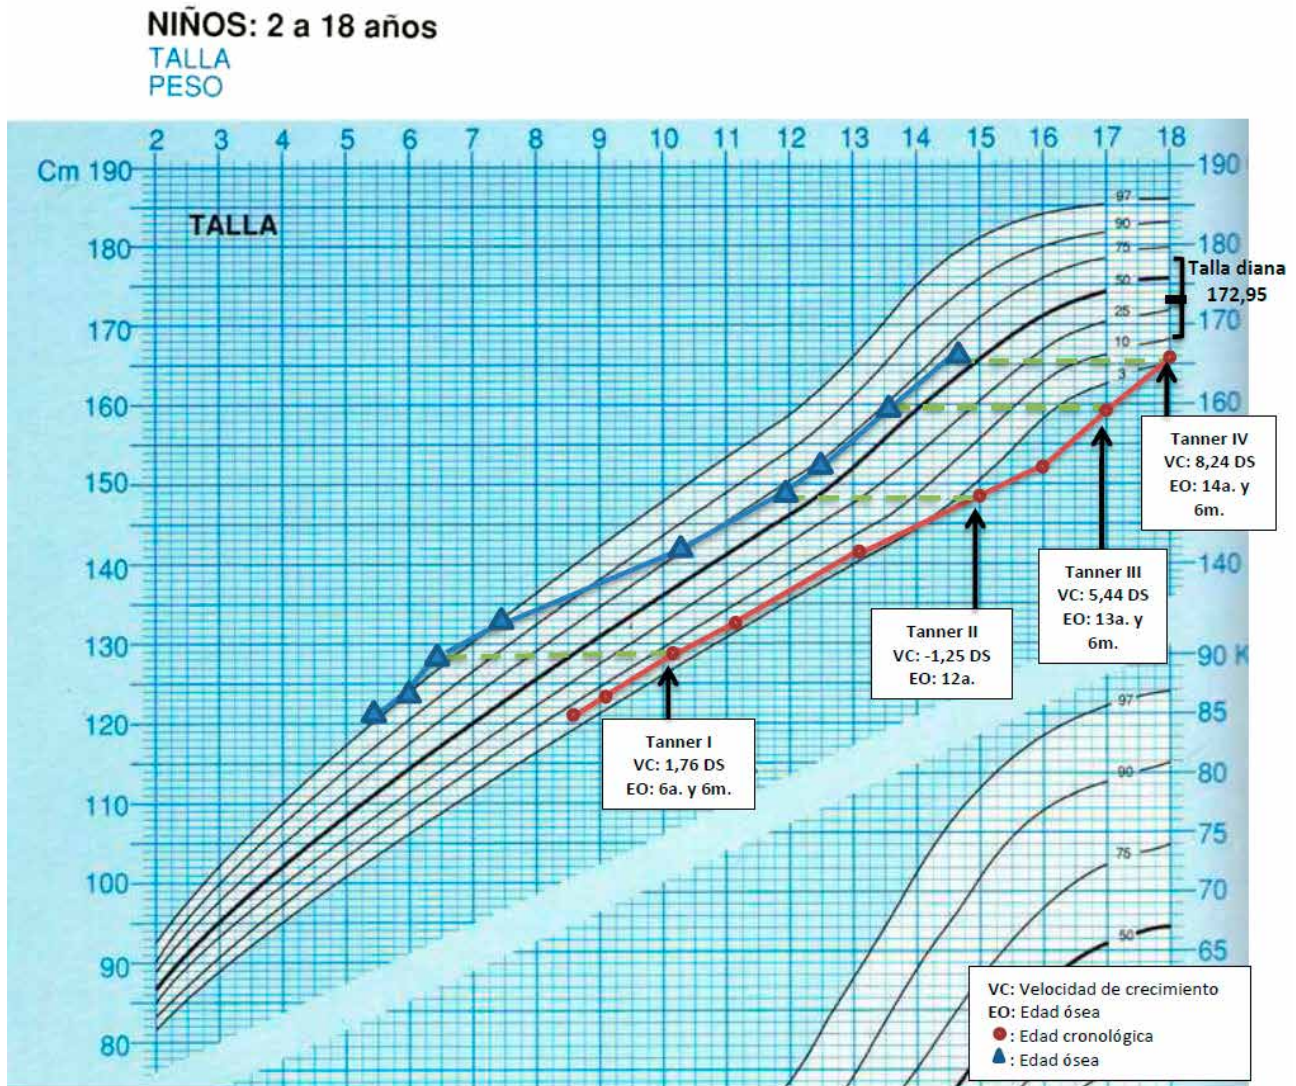 NIÑOS: 2 a 18 años
TALLA
PESO
2 3 4 5 6 7 8 9 10 11 12 13 14 15 16 17 18
Cm 190
190
TALLA
97
90
180
75
180
Talla diana
50
172,95
170
25
170
10
3
160
160
Tanner IV
VC: 8,24 DS
EO: 14a. y
6m.
150
140
140
Tanner III
VC: 5,44 DS
EO: 13a. y
6m.
Tanner II
VC: -1,25 DS
EO: 12a.
130
90 K
97
120
85
Tanner I
VC: 1,76 DS
EO: 6a. y 6m.
90
80
110
75
75
100
70
50
90
65
VC: Velocidad de crecimiento
EO: Edad ósea
: Edad cronológica
: Edad ósea
80